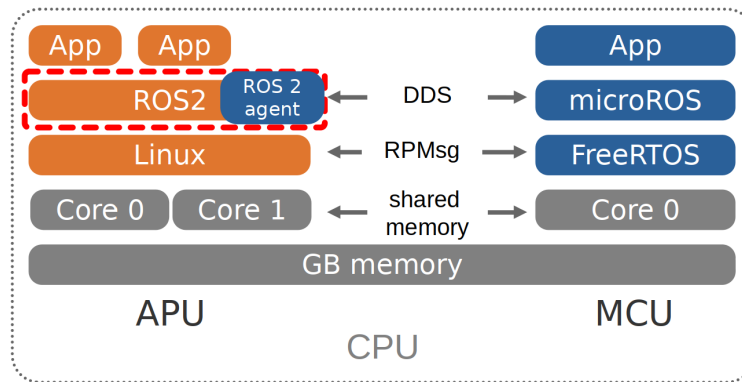 App App App
ROS2 ROS 2 agent DDS microROS
Linux RPMsg FreeRTOS
Core 0 Core 1 shared memory Core 0
GB memory
APU MCU
CPU